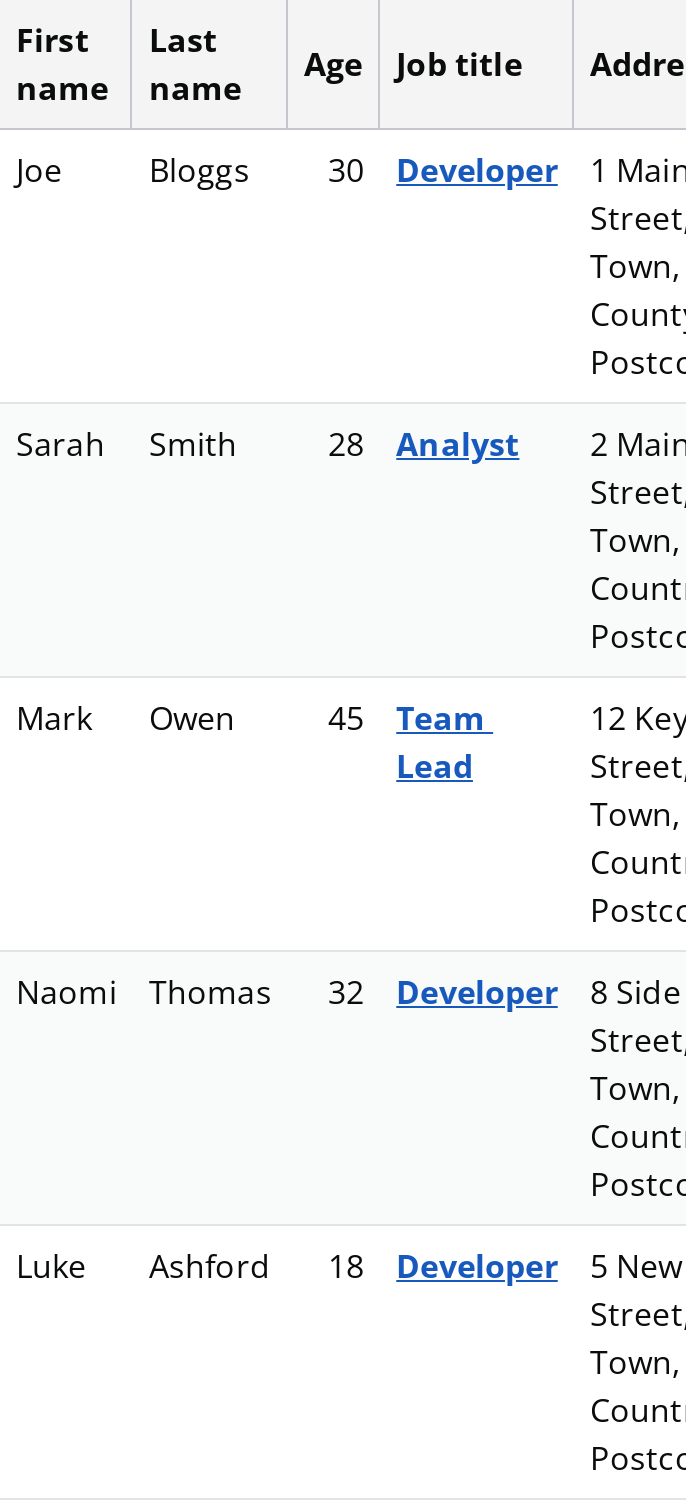 First
name
Last
name
Age
Job title
Addre
Joe
Bloggs
30
Developer
1 Main
Street,
Town,
County
Postco
Sarah
Smith
28
Analyst
2 Main
Street,
Town,
Countr
Postco
Mark
Owen
45
Team
Lead
12 Key
Street,
Town,
Countr
Postco
Naomi
Thomas
32
Developer
8 Side
Street,
Town,
Countr
Postco
Luke
Ashford
18
Developer
5 New
Street,
Town,
Countr
Postco